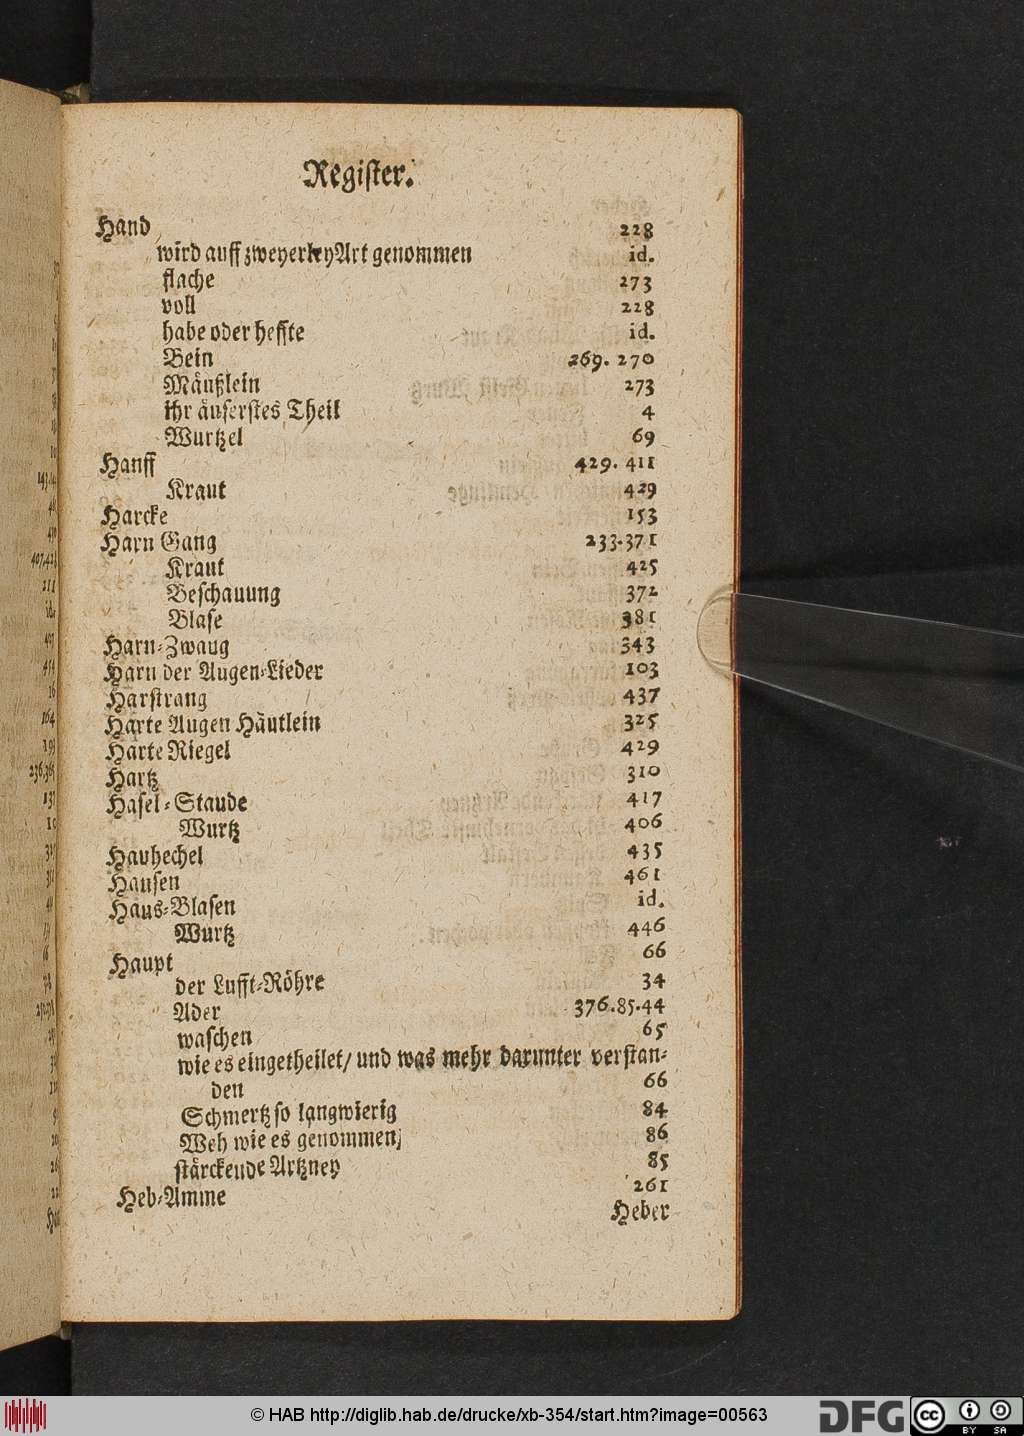 Register.
Hand 228
wird auff zweyerley Art genommen id.
flache 273
voll 228
habe oder heffte id.
Bein 269. 270
Mäußlein 273
ihr äuserstes Theil 4
Wurtzel 69
Hanff 429. 411
Kraut 429
Harcke 153
Harn Gang 233.371
Kraut 425
Beschauung 372
Blase 381
Harn-Zwang 343
Harn der Augen-Lieder 103
Harstrang 437
Harte Augen Häutlein 325
Harte Riegel 429
Hartz 310
Hasel-Staude 417
Wurtz 406
Hauhechel 435
Hausen 461
Haus-Blasen id.
Wurtz 446
Haupt 66
der Lufft-Röhre 34
Ader 376.85.44
waschen 65
wie es eingetheilet/ und was mehr darunter verstan-
den 66
Schmertz so langwierig 84
Weh wie es genommen 86
stärckende Artzney 85
Heb-Amme 261
Heber
© HAB http://diglib.hab.de/drucke/xb-354/start.htm?image=00563
DFG
cc BY SA